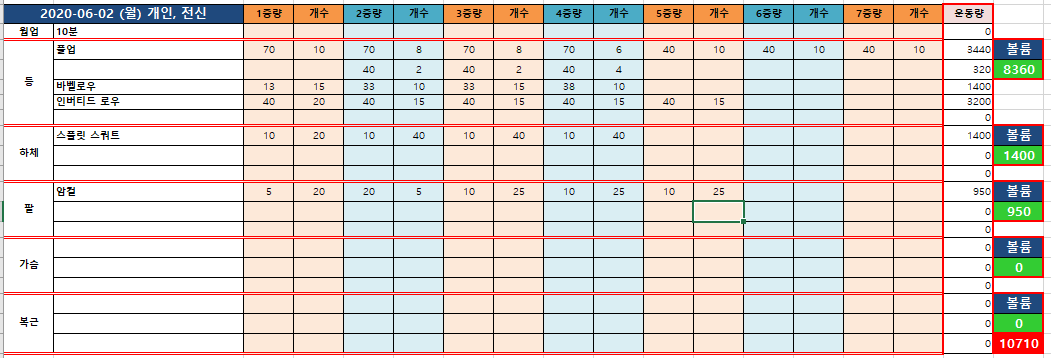 2020-06-02 (월) 개인, 전신 1중량 개수 2중량 개수 3중량 개수 4중량 개수 5중량 개수 6중량 개수 7중량 개수 운동량
웜업 10분 0
풀업 70 10 70 8 70 8 70 6 40 10 40 10 40 10 3440 볼륨
40 2 40 2 40 4 320 8360
등 바벨로우 13 15 33 10 33 15 38 10 1400
인버티드 로우 40 20 40 15 40 15 40 15 40 15 3200
0
스플릿 스쿼트 10 20 10 40 10 40 10 40 1400 볼륨
하체 0 1400
0
암컬 5 20 20 5 10 25 10 25 10 25 950 볼륨
팔 0 950
0
0 볼륨
가슴 0 0
0
0 볼륨
복근 0 0
0 10710